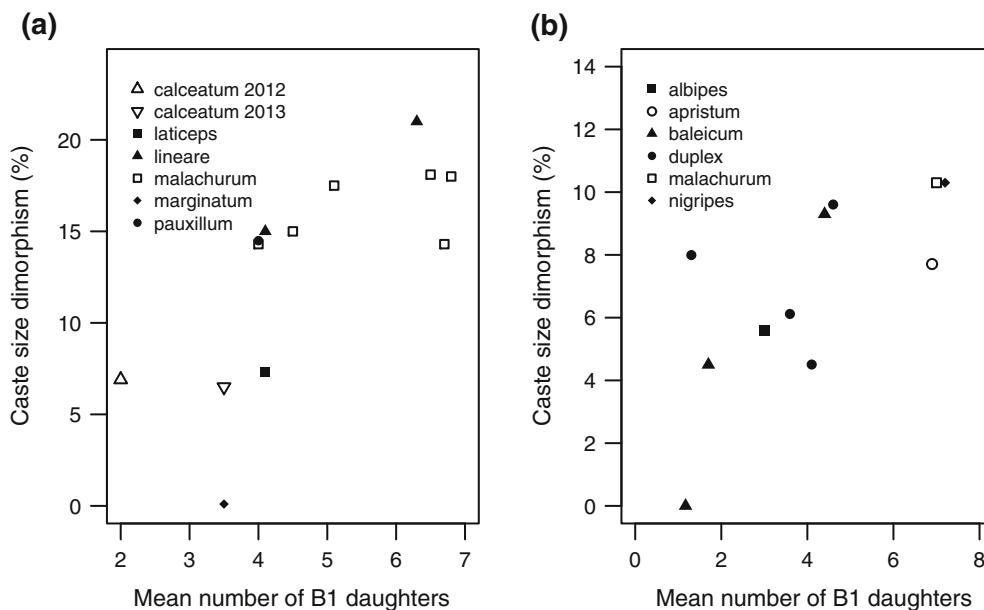 (a)
calceatum 2012
calceatum 2013
laticeps
lineare
malachurum
marginatum
pauxillum
Caste size dimorphism (%)
20
15
10
5
0
2 3 4 5 6 7
Mean number of B1 daughters
(b)
albipes
apristum
baleicum
duplex
malachurum
nigripes
Caste size dimorphism (%)
14
12
10
8
6
4
2
0
0 2 4 6 8
Mean number of B1 daughters